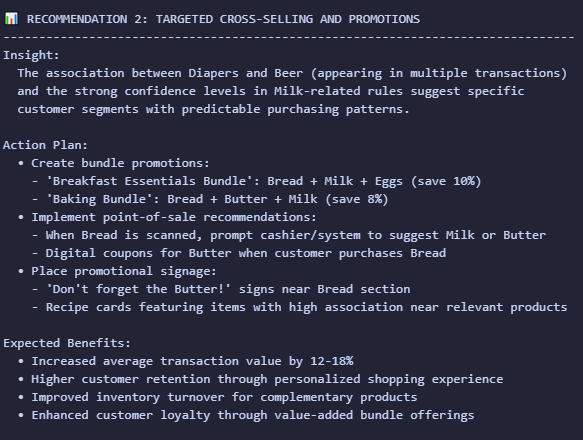 📊 RECOMMENDATION 2: TARGETED CROSS-SELLING AND PROMOTIONS
--------------------------------------------------------------------------------
Insight:
The association between Diapers and Beer (appearing in multiple transactions)
and the strong confidence levels in Milk-related rules suggest specific
customer segments with predictable purchasing patterns.

Action Plan:
• Create bundle promotions:
- 'Breakfast Essentials Bundle': Bread + Milk + Eggs (save 10%)
- 'Baking Bundle': Bread + Butter + Milk (save 8%)
• Implement point-of-sale recommendations:
- When Bread is scanned, prompt cashier/system to suggest Milk or Butter
- Digital coupons for Butter when customer purchases Bread
• Place promotional signage:
- 'Don't forget the Butter!' signs near Bread section
- Recipe cards featuring items with high association near relevant products

Expected Benefits:
• Increased average transaction value by 12-18%
• Higher customer retention through personalized shopping experience
• Improved inventory turnover for complementary products
• Enhanced customer loyalty through value-added bundle offerings